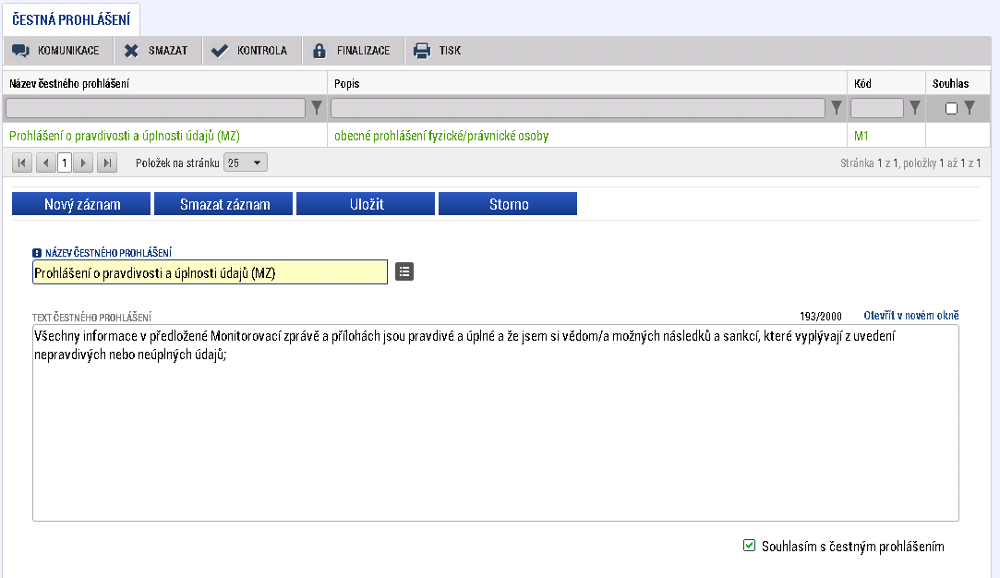 ČESTNÁ PROHLÁŠENÍ
KOMUNIKACE SMAZAT KONTROLA FINALIZACE TISK
Název čestného prohlášení Popis Kód Souhlas
Prohlášení o pravdivosti a úplnosti údajů (MZ) obecné prohlášení fyzické/právnické osoby M1
1 Položek na stránku 25 Stránka 1 z 1, položky 1 až 1 z 1
Nový záznam Smazat záznam Uložit Storno
NÁZEV ČESTNÉHO PROHLÁŠENÍ
Prohlášení o pravdivosti a úplnosti údajů (MZ)
TEXT ČESTNÉHO PROHLÁŠENÍ 193/2000 Otevřít v novém okně
Všechny informace v předložené Monitorovací zprávě a přílohách jsou pravdivé a úplné a že jsem si vědom/a možných následků a sankcí, které vyplývají z uvedení
nepravdivých nebo neúplných údajů;
Souhlasím s čestným prohlášením